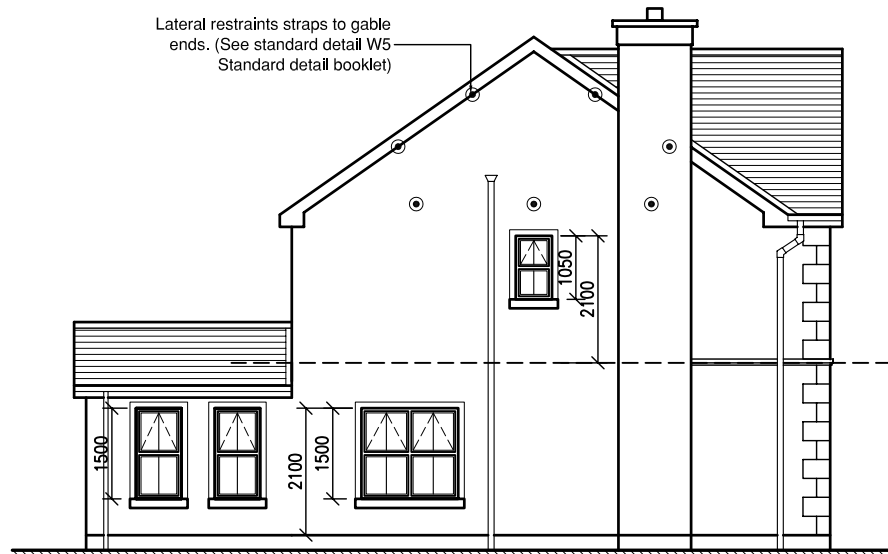 Lateral restraints straps to gable
ends. (See standard detail W5
Standard detail booklet)
1050
2100
1500
2100
1500